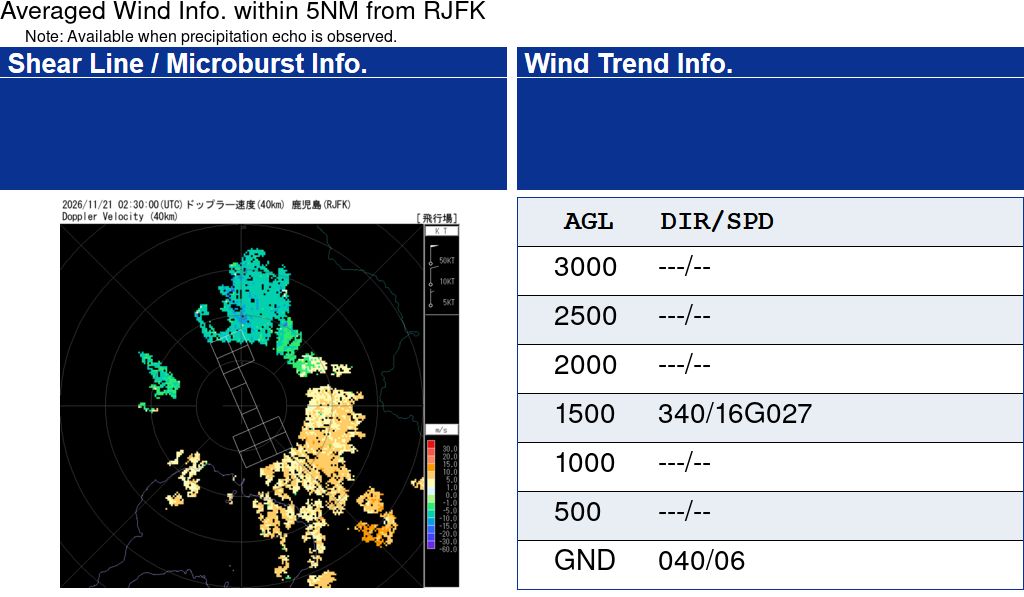 Averaged Wind Info. within 5NM from RJFK
Note: Available when precipitation echo is observed.
Shear Line / Microburst Info.
Wind Trend Info.
2026/11/21 02:30:00(UTC) ドップラー速度(40km) 鹿児島(RJFK)
Doppler Velocity (40km)
[飛行場]
KT
50KT
10KT
5KT
m/s
30.0
20.0
15.0
10.0
5.0
1.0
0.0
-1.0
-5.0
-10.0
-15.0
-20.0
-30.0
-60.0
AGL DIR/SPD
3000 ---/--
2500 ---/--
2000 ---/--
1500 340/16G027
1000 ---/--
500 ---/--
GND 040/06